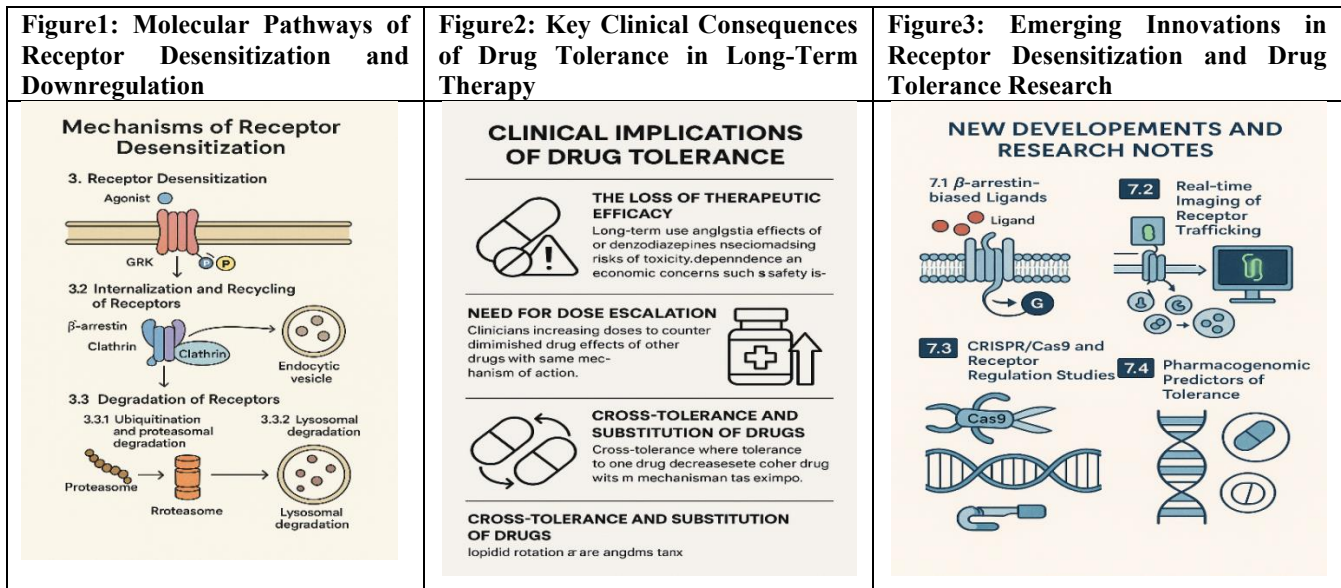 Figure1: Molecular Pathways of
Receptor Desensitization and
Downregulation
Mechanisms of Receptor
Desensitization
3. Receptor Desensitization
Agonist
GRK
P
P
3.2 Internalization and Recycling
of Receptors
β-arrestin
Clathrin
Clathrin
Endocytic
vesicle
3.3 Degradation of Receptors
3.3.1 Ubiquitination
and proteasomal
degradation
3.3.2 Lysosomal
degradation
Proteasome
Rroteasome
Lysosomal
degradation
Figure2: Key Clinical Consequences
of Drug Tolerance in Long-Term
Therapy
CLINICAL IMPLICATIONS
OF DRUG TOLERANCE
THE LOSS OF THERAPEUTIC
EFFICACY
Long-term use anglgstia effiects of
or denzodiazepines nseciomadsing
risks of toxicity.depenndence an
economic concerns such s safety is-
NEED FOR DOSE ESCALATION
Clinicians increasing doses to counter
dimimished drug effects of other
drugs with same mec-
hanism of action.
CROSS-TOLERANCE AND
SUBSTITUTION OF DRUGS
Cross-tolerance where tolerance
to one drug decreasesete coher drug
wits m mechanisman tas eximpo.
CROSS-TOLERANCE AND SUBSTITUTION
OF DRUGS
lopidid rotation ar are angdms tanx
Figure3: Emerging Innovations in
Receptor Desensitization and Drug
Tolerance Research
NEW DEVELOPEMENTS AND
RESEARCH NOTES
7.1 β-arrestin-
biased Ligands
Ligand
G
7.2 Real-time
Imaging of
Receptor
Trafficking
7.3 CRISPR/Cas9 and
Receptor
Regulation Studies
Cas9
7.4 Pharmacogenomic
Predictors of
Tolerance